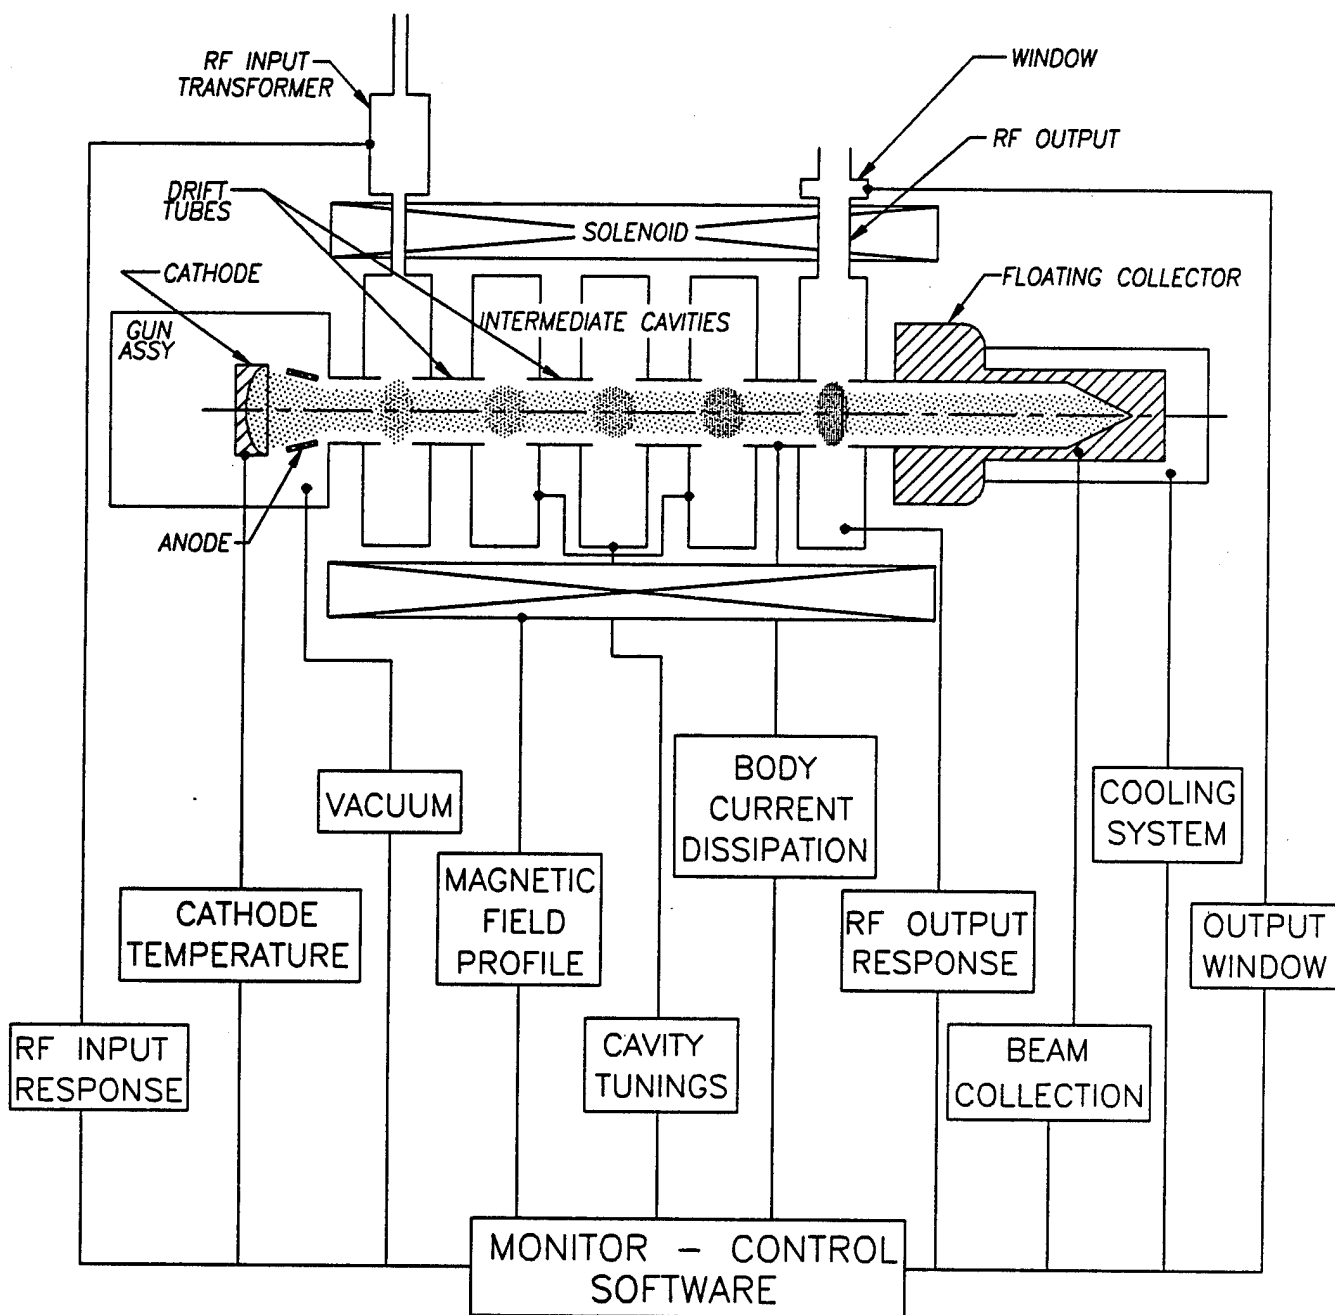 RF INPUT
TRANSFORMER
WINDOW
RF OUTPUT
DRIFT
TUBES
SOLENOID
CATHODE
FLOATING COLLECTOR
GUN
ASSY
INTERMEDIATE CAVITIES
ANODE
VACUUM
BODY
CURRENT
DISSIPATION
COOLING
SYSTEM
MAGNETIC
FIELD
PROFILE
CATHODE
TEMPERATURE
RF OUTPUT
RESPONSE
OUTPUT
WINDOW
RF INPUT
RESPONSE
CAVITY
TUNINGS
BEAM
COLLECTION
MONITOR – CONTROL
SOFTWARE